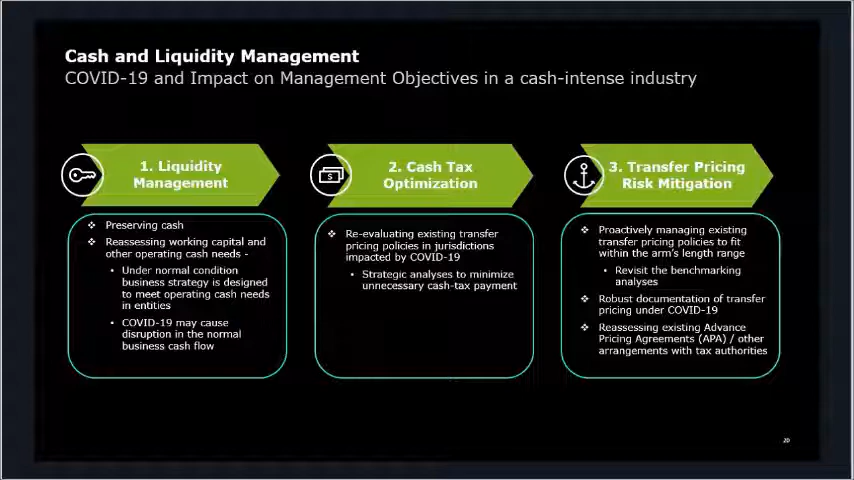 Cash and Liquidity Management
COVID-19 and Impact on Management Objectives in a cash-intense industry
1. Liquidity
Management
❖ Preserving cash
❖ Reassessing working capital and
other operating cash needs -
• Under normal condition
business strategy is designed
to meet operating cash needs
in entities
• COVID-19 may cause
disruption in the normal
business cash flow
2. Cash Tax
Optimization
❖ Re-evaluating existing transfer
pricing policies in jurisdictions
impacted by COVID-19
• Strategic analyses to minimize
unnecessary cash-tax payment
3. Transfer Pricing
Risk Mitigation
❖ Proactively managing existing
transfer pricing policies to fit
within the arm's length range
• Revisit the benchmarking
analyses
❖ Robust documentation of transfer
pricing under COVID-19
❖ Reassessing existing Advance
Pricing Agreements (APA) / other
arrangements with tax authorities
20